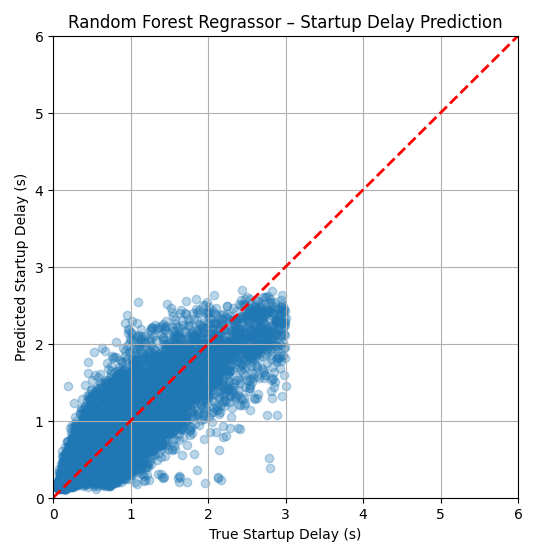 Random Forest Regrassor – Startup Delay Prediction
6
5
4
3
2
1
0
Predicted Startup Delay (s)
0 1 2 3 4 5 6
True Startup Delay (s)